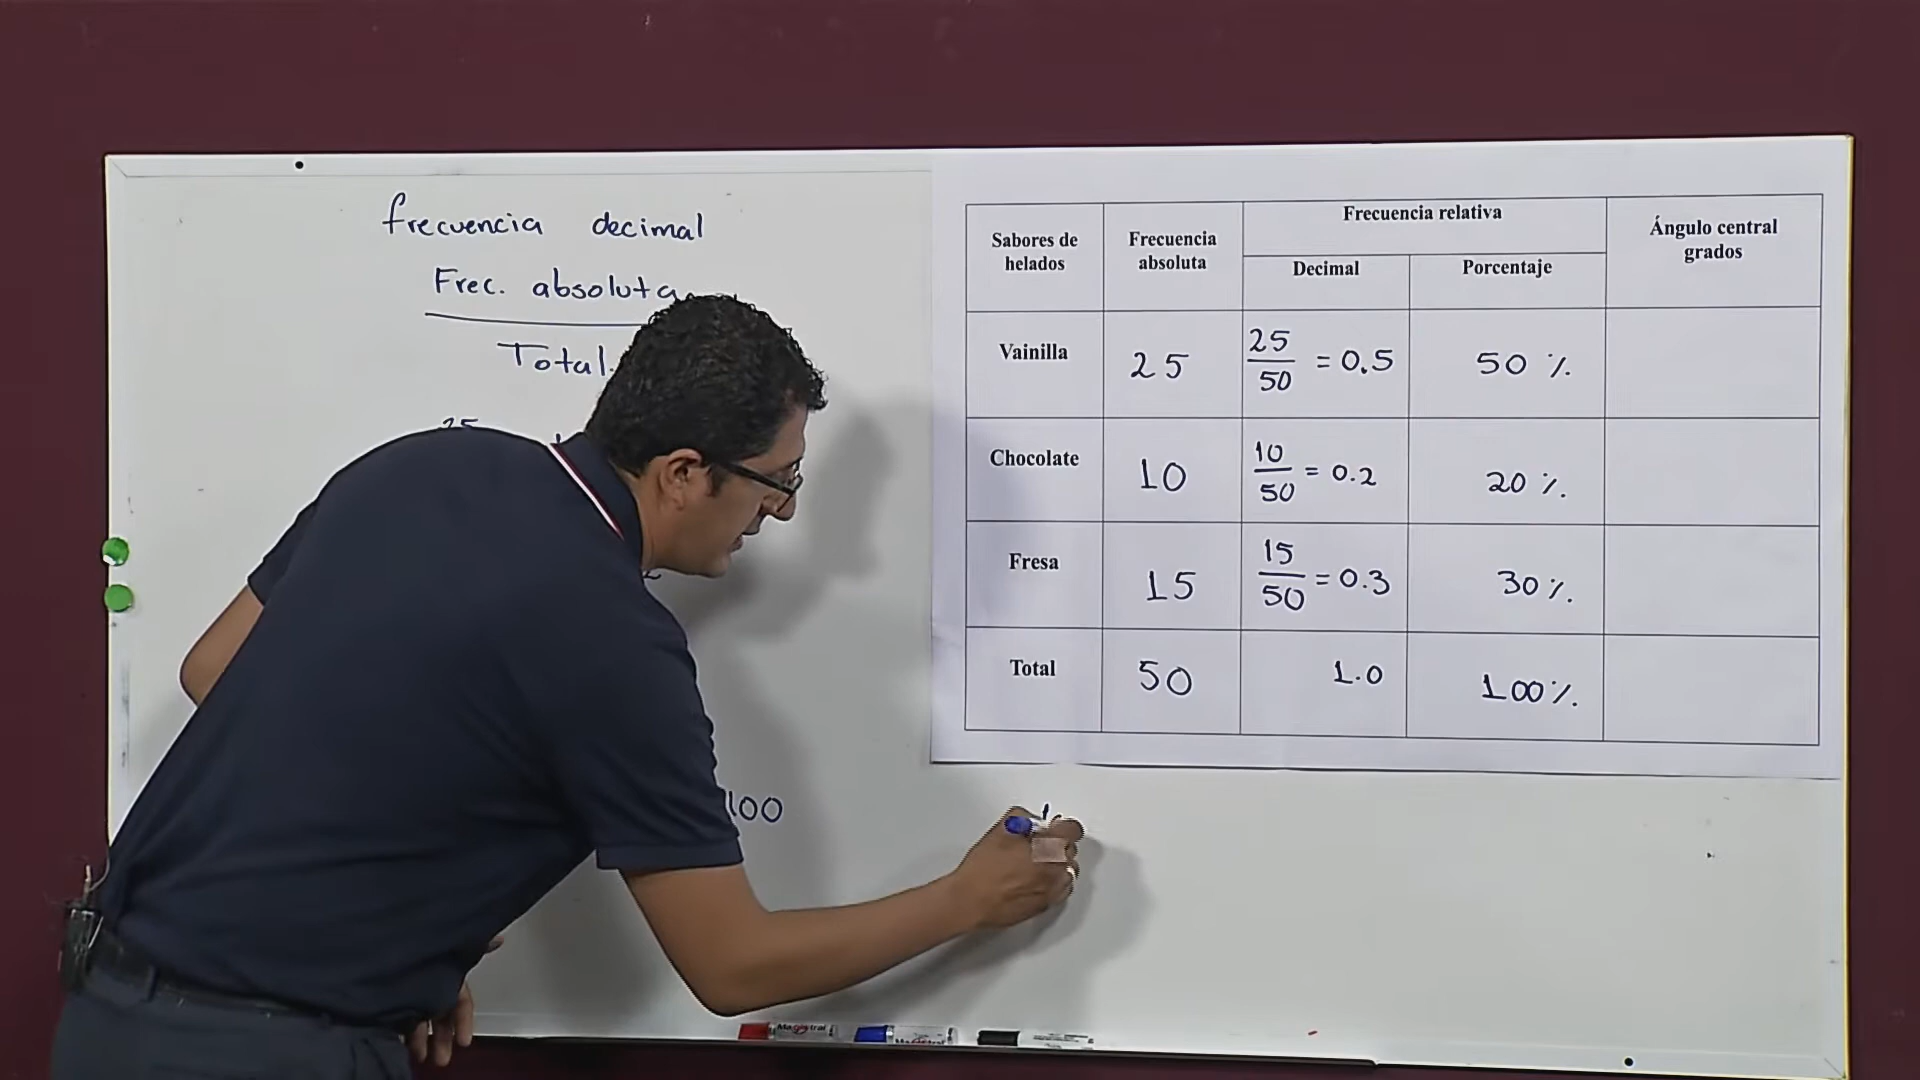 frecuencia decimal
Frec. absoluta
Total
25
100
Sabores de helados
Frecuencia absoluta
Frecuencia relativa
Decimal
Porcentaje
Ángulo central grados
Vainilla
25
25/50 = 0.5
50 %
Chocolate
10
10/50 = 0.2
20 %
Fresa
15
15/50 = 0.3
30 %
Total
50
1.0
100 %
Magistral